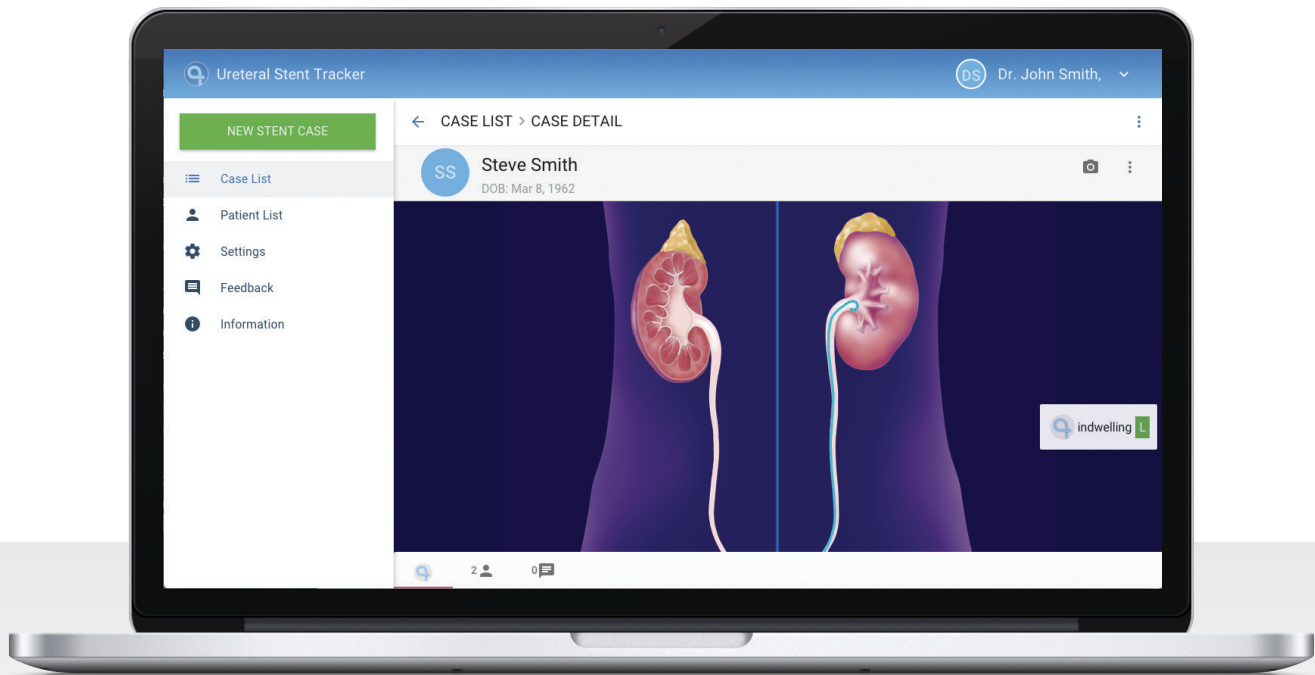 Ureteral Stent Tracker
DS Dr. John Smith,
NEW STENT CASE
Case List
Patient List
Settings
Feedback
Information
CASE LIST > CASE DETAIL
SS
Steve Smith
DOB: Mar 8, 1962
indwelling L
2
0